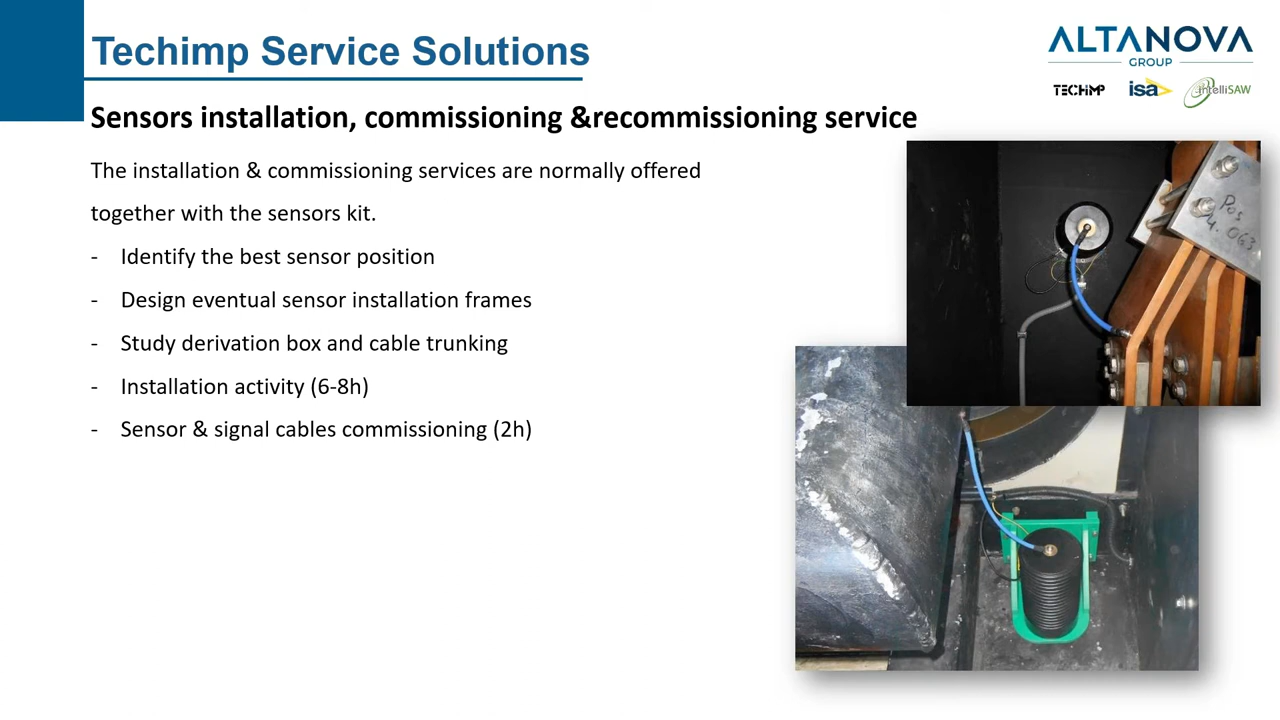 Techimp Service Solutions
ALTANOVA
GROUP
TECHIMP isa intelliSAW
Sensors installation, commissioning &recommissioning service
The installation & commissioning services are normally offered
together with the sensors kit.
- Identify the best sensor position
- Design eventual sensor installation frames
- Study derivation box and cable trunking
- Installation activity (6-8h)
- Sensor & signal cables commissioning (2h)
Pos
063